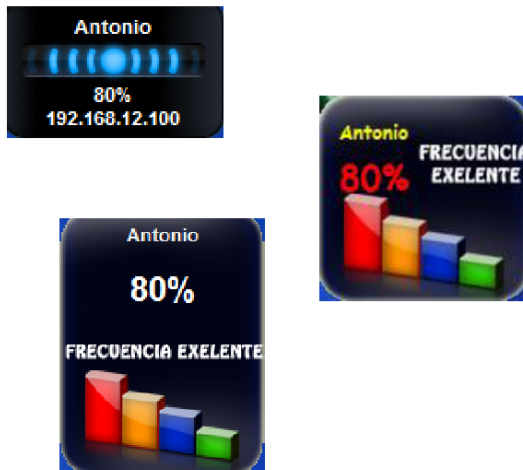 Antonio
80%
192.168.12.100
Antonio
80%
FRECUENCIA
EXELENTE
Antonio
80%
FRECUENCIA EXELENTE